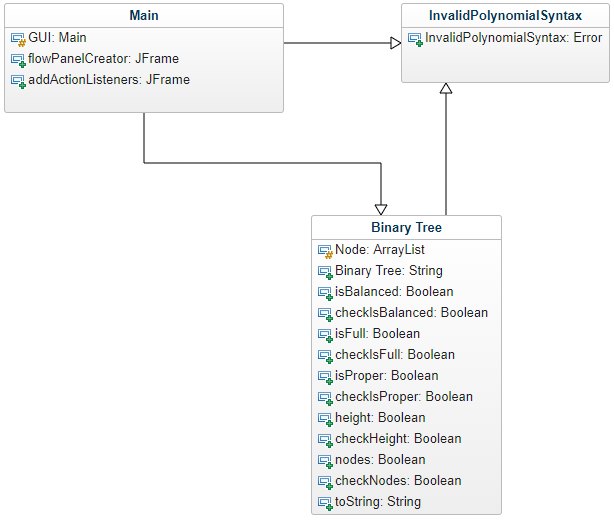 Main
GUI: Main
flowPanelCreator: JFrame
addActionListeners: JFrame
InvalidPolynomialSyntax
InvalidPolynomialSyntax: Error
Binary Tree
Node: ArrayList
Binary Tree: String
isBalanced: Boolean
checkIsBalanced: Boolean
isFull: Boolean
checkIsFull: Boolean
isProper: Boolean
checkIsProper: Boolean
height: Boolean
checkHeight: Boolean
nodes: Boolean
checkNodes: Boolean
toString: String